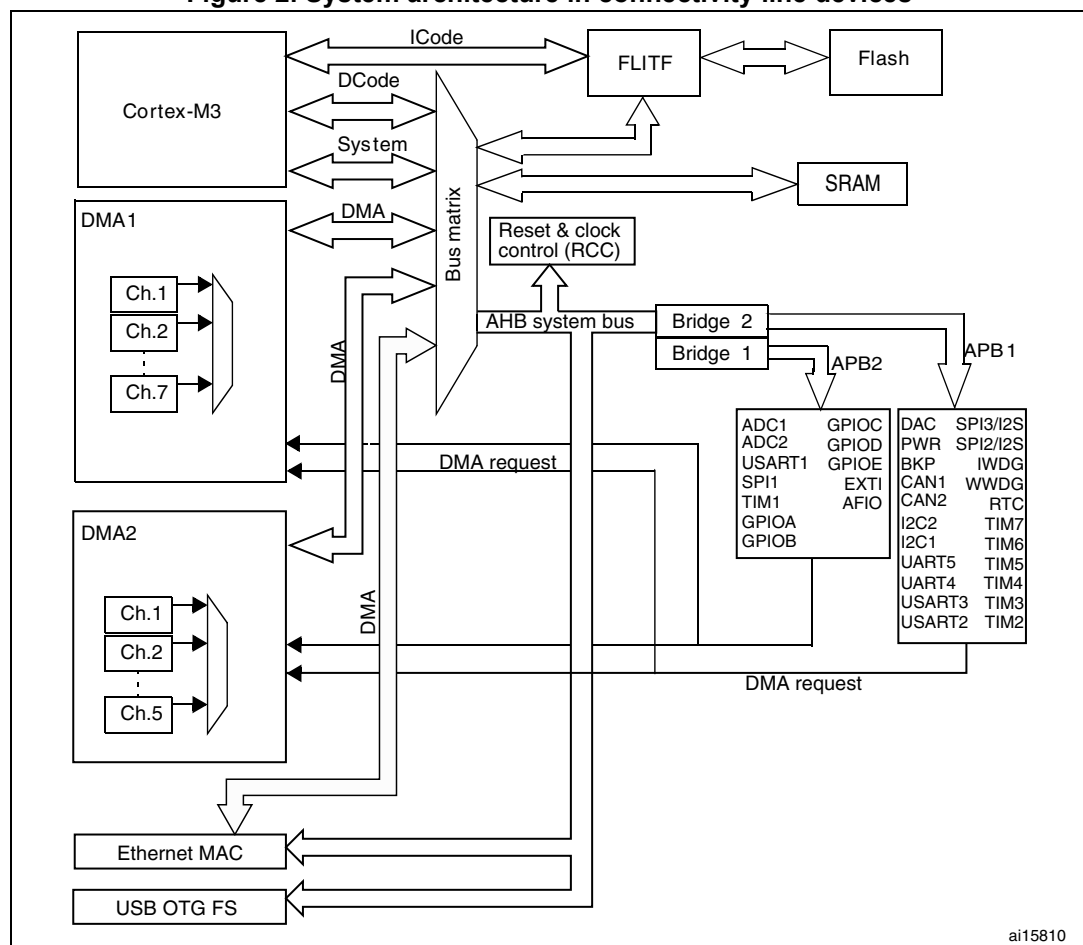 Figure 2. System architecture in connectivity line devices
ICode
FLITF
Flash
Cortex-M3
DCode
System
SRAM
Bus matrix
DMA1
DMA
Reset & clock
control (RCC)
Ch.1
Ch.2
Ch.7
AHB system bus
Bridge 2
Bridge 1
APB2
APB1
DMA
ADC1 GPIOC
ADC2 GPIOD
USART1 GPIOE
SPI1 EXTI
TIM1 AFIO
GPIOA
GPIOB
DAC SPI3/I2S
PWR SPI2/I2S
BKP IWDG
CAN1 WWDG
CAN2 RTC
I2C2 TIM7
I2C1 TIM6
UART5 TIM5
UART4 TIM4
USART3 TIM3
USART2 TIM2
DMA request
DMA2
Ch.1
Ch.2
Ch.5
DMA
DMA request
Ethernet MAC
USB OTG FS
ai15810